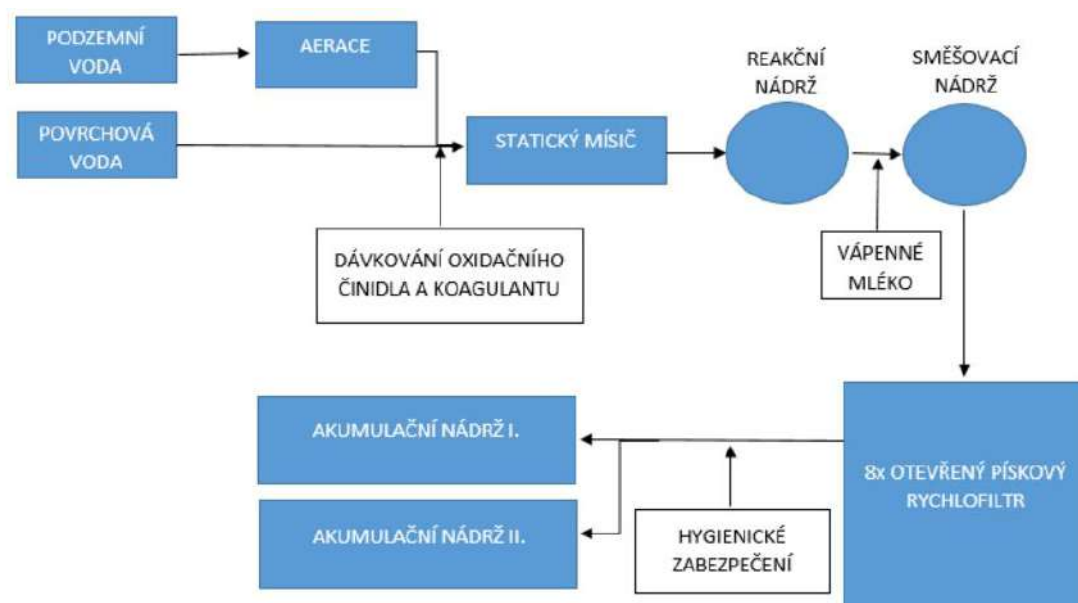 PODZEMNÍ
VODA
AERACE
POVRCHOVÁ
VODA
STATICKÝ MÍSIČ
REAKČNÍ
NÁDRŽ
SMĚŠOVACÍ
NÁDRŽ
DÁVKOVÁNÍ OXIDAČNÍHO
ČINIDLA A KOAGULANTU
VÁPENNÉ
MLÉKO
8x OTEVŘENÝ PÍSKOVÝ
RYCHLOFILTR
HYGIENICKÉ
ZABEZPEČENÍ
AKUMULAČNÍ NÁDRŽ I.
AKUMULAČNÍ NÁDRŽ II.